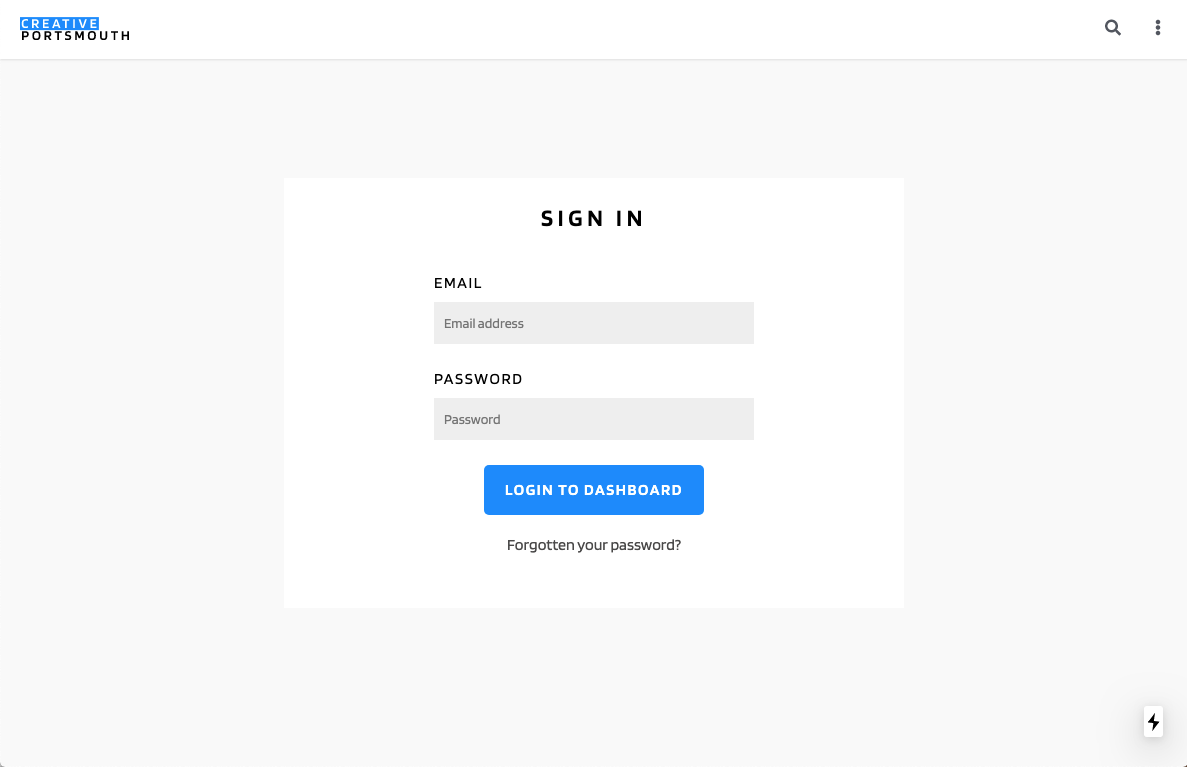 CREATIVE
PORTSMOUTH
SIGN IN
EMAIL
Email address
PASSWORD
Password
LOGIN TO DASHBOARD
Forgotten your password?